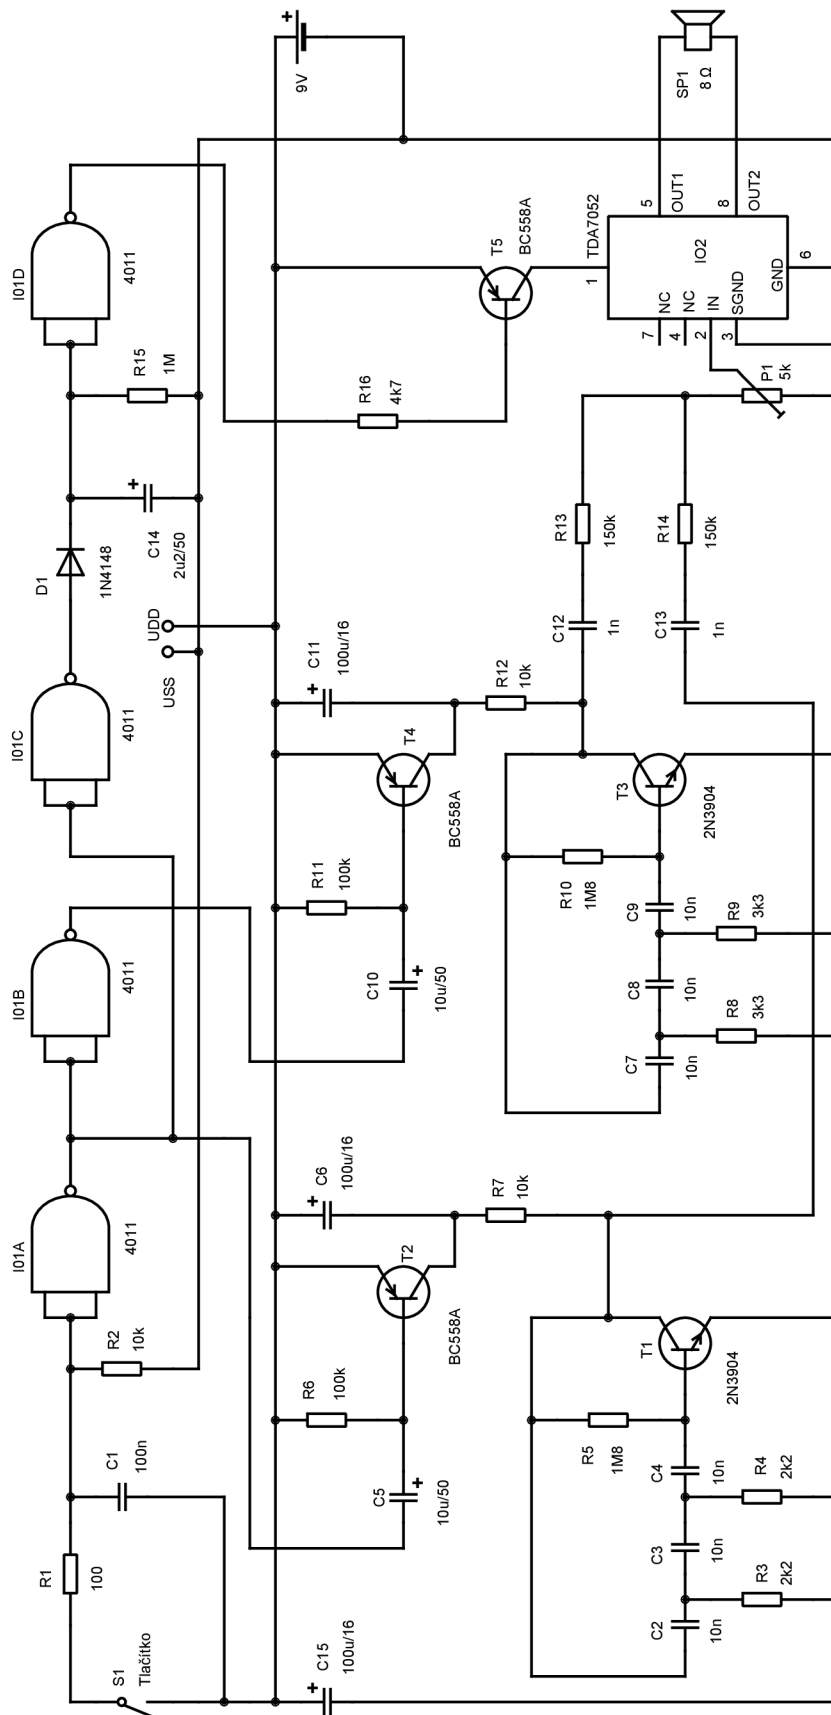 S1
Tlačítko
R1
100
C1
100n
R2
10k
I01A
4011
I01B
4011
I01C
4011
D1
1N4148
C14
+
2u2/50
R15
1M
I01D
4011
USS
UDD
+
9V
C15
+
100u/16
R6
100k
C5
+
10u/50
T2
BC558A
C6
+
100u/16
R7
10k
R11
100k
C10
+
10u/50
T4
BC558A
C11
+
100u/16
R12
10k
R16
4k7
T5
BC558A
C2
10n
C3
10n
C4
10n
R3
2k2
R4
2k2
R5
1M8
T1
2N3904
C7
10n
C8
10n
C9
10n
R8
3k3
R9
3k3
R10
1M8
T3
2N3904
C12
1n
R13
150k
C13
1n
R14
150k
P1
5k
TDA7052
IO2
1
7
NC
4
NC
2
IN
3
SGND
GND
6
5
OUT1
8
OUT2
SP1
8 Ω